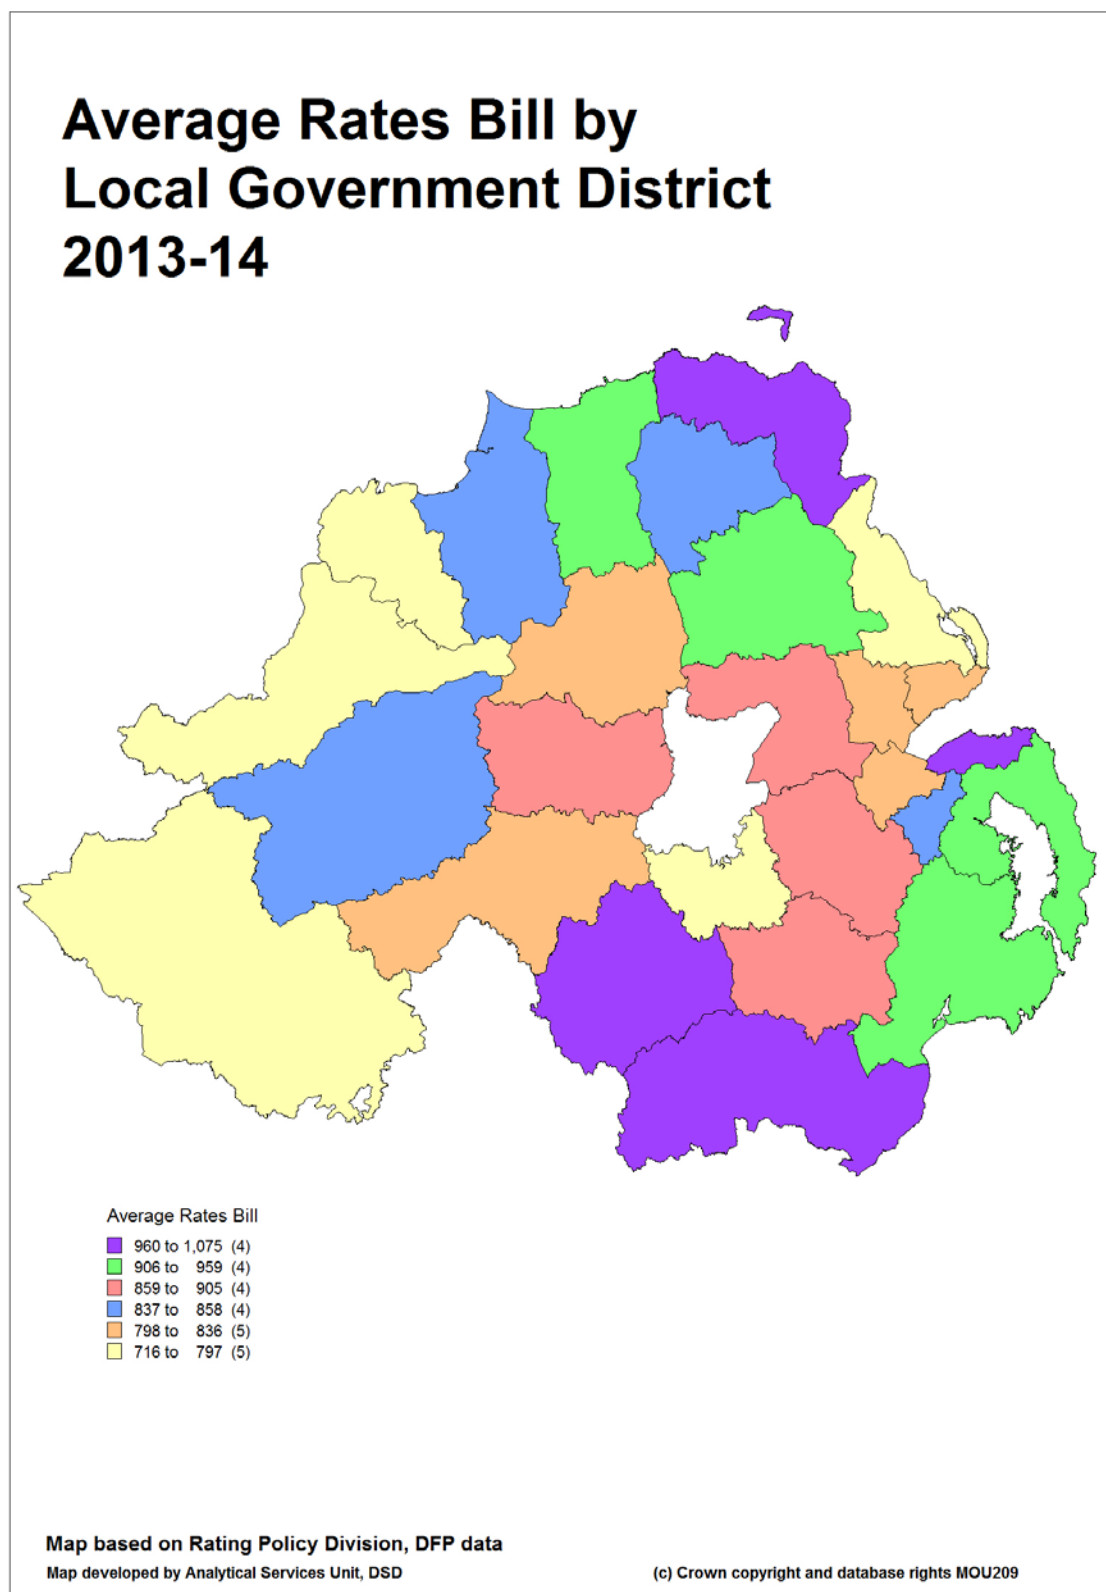 Average Rates Bill by
Local Government District
2013-14
Average Rates Bill
960 to 1,075 (4)
906 to 959 (4)
859 to 905 (4)
837 to 858 (4)
798 to 836 (5)
716 to 797 (5)
Map based on Rating Policy Division, DFP data
Map developed by Analytical Services Unit, DSD
(c) Crown copyright and database rights MOU209